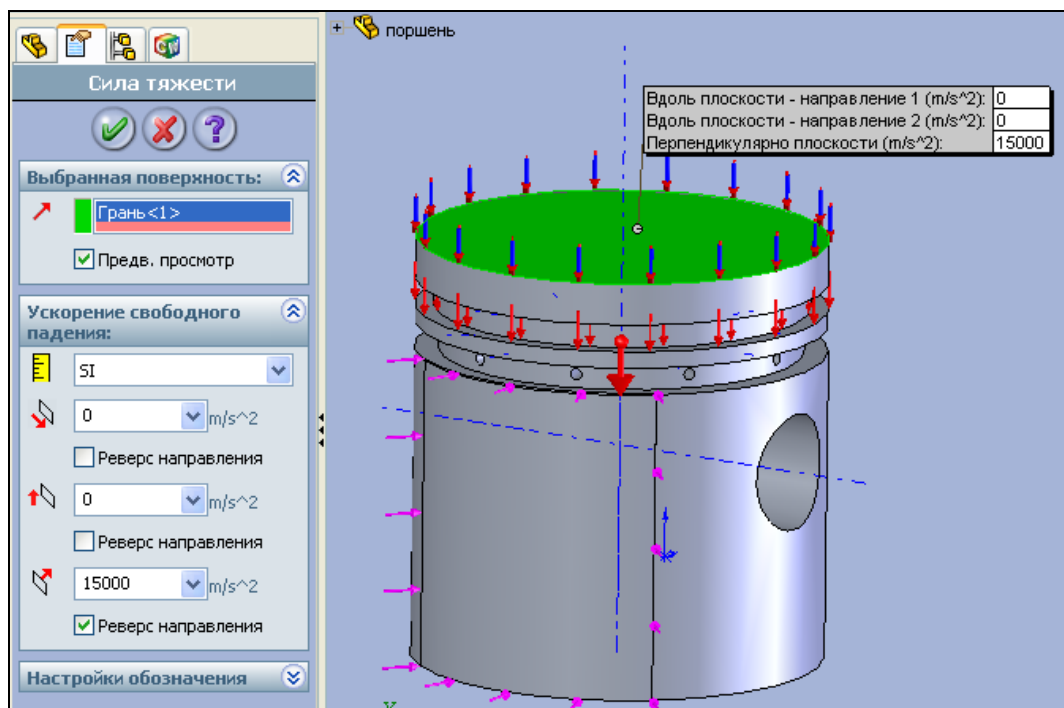 поршень
Сила тяжести
?
Выбранная поверхность:
Грань<1>
Предв. просмотр
Ускорение свободного
падения:
SI
0 m/s^2
Реверс направления
0 m/s^2
Реверс направления
15000 m/s^2
Реверс направления
Настройки обозначения
Вдоль плоскости - направление 1 (m/s^2): 0
Вдоль плоскости - направление 2 (m/s^2): 0
Перпендикулярно плоскости (m/s^2): 15000